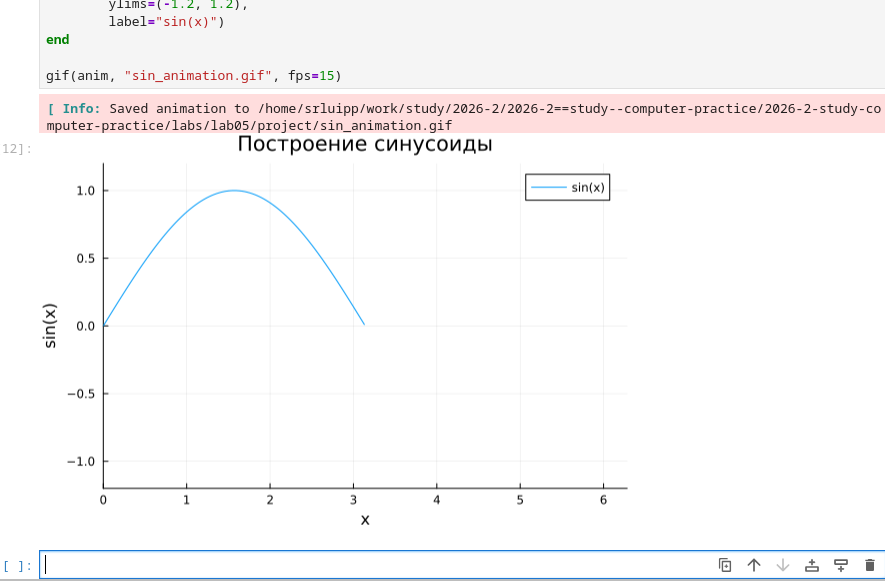 ylims=(-1.2, 1.2),
label="sin(x)")
end
gif(anim, "sin_animation.gif", fps=15)
[ Info: Saved animation to /home/srluipp/work/study/2026-2/2026-2==study--computer-practice/2026-2-study-co
mputer-practice/labs/lab05/project/sin_animation.gif
12]:
Построение синусоиды
sin(x)
1.0
0.5
0.0
−0.5
−1.0
sin(x)
0 1 2 3 4 5 6
x
[ ]: